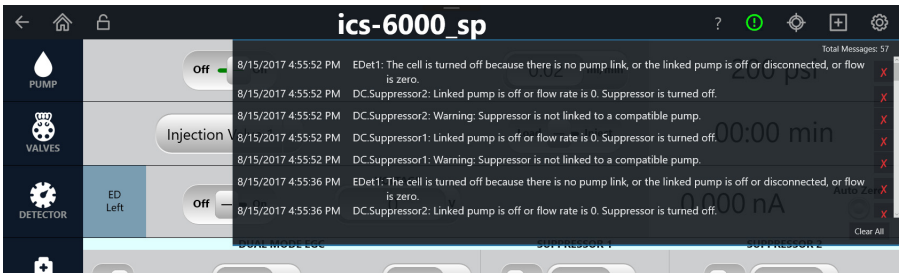 ics-6000_sp
?
Total Messages: 57
PUMP
Off
On
0.02
200 psi
8/15/2017 4:55:52 PM EDet1: The cell is turned off because there is no pump link, or the linked pump is off or disconnected, or flow
is zero.
8/15/2017 4:55:52 PM DC.Suppressor2: Linked pump is off or flow rate is 0. Suppressor is turned off.
8/15/2017 4:55:52 PM DC.Suppressor2: Warning: Suppressor is not linked to a compatible pump.
VALVES
Injection V
8/15/2017 4:55:52 PM DC.Suppressor1: Linked pump is off or flow rate is 0. Suppressor is turned off.
00:00 min
8/15/2017 4:55:52 PM DC.Suppressor1: Warning: Suppressor is not linked to a compatible pump.
8/15/2017 4:55:36 PM EDet1: The cell is turned off because there is no pump link, or the linked pump is off or disconnected, or flow
is zero.
DETECTOR
ED
Left
Off
On
V
0.000 nA
Auto Zero
8/15/2017 4:55:36 PM DC.Suppressor2: Linked pump is off or flow rate is 0. Suppressor is turned off.
Clear All
DUAL MODE EGC
SUPPRESSOR 1
SUPPRESSOR 2